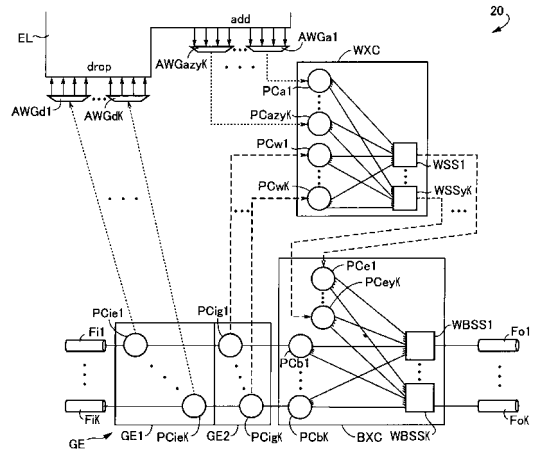 20
EL
add
drop
AWGa1
AWGazyK
AWGd1
AWGdK
WXC
PCa1
PCazyK
PCw1
PCwK
WSS1
WSSyK
PCe1
PCeyK
PCie1
PCig1
WBSS1
Fi1
Fo1
PCb1
FiK
FoK
GE
GE1
PCieK
GE2
PCigK
PCbK
BXC
WBSSK